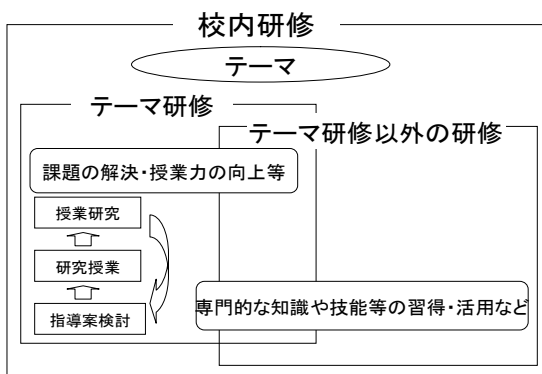 校内研修
テーマ
テーマ研修
テーマ研修以外の研修
課題の解決・授業力の向上等
授業研究
研究授業
指導案検討
専門的な知識や技能等の習得・活用など